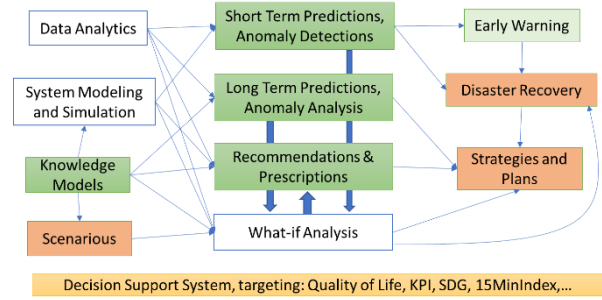 Data Analytics
System Modeling
and Simulation
Knowledge
Models
Scenarious
Short Term Predictions,
Anomaly Detections
Long Term Predictions,
Anomaly Analysis
Recommendations &
Prescriptions
What-if Analysis
Early Warning
Disaster Recovery
Strategies and
Plans
Decision Support System, targeting: Quality of Life, KPI, SDG, 15MinIndex,...